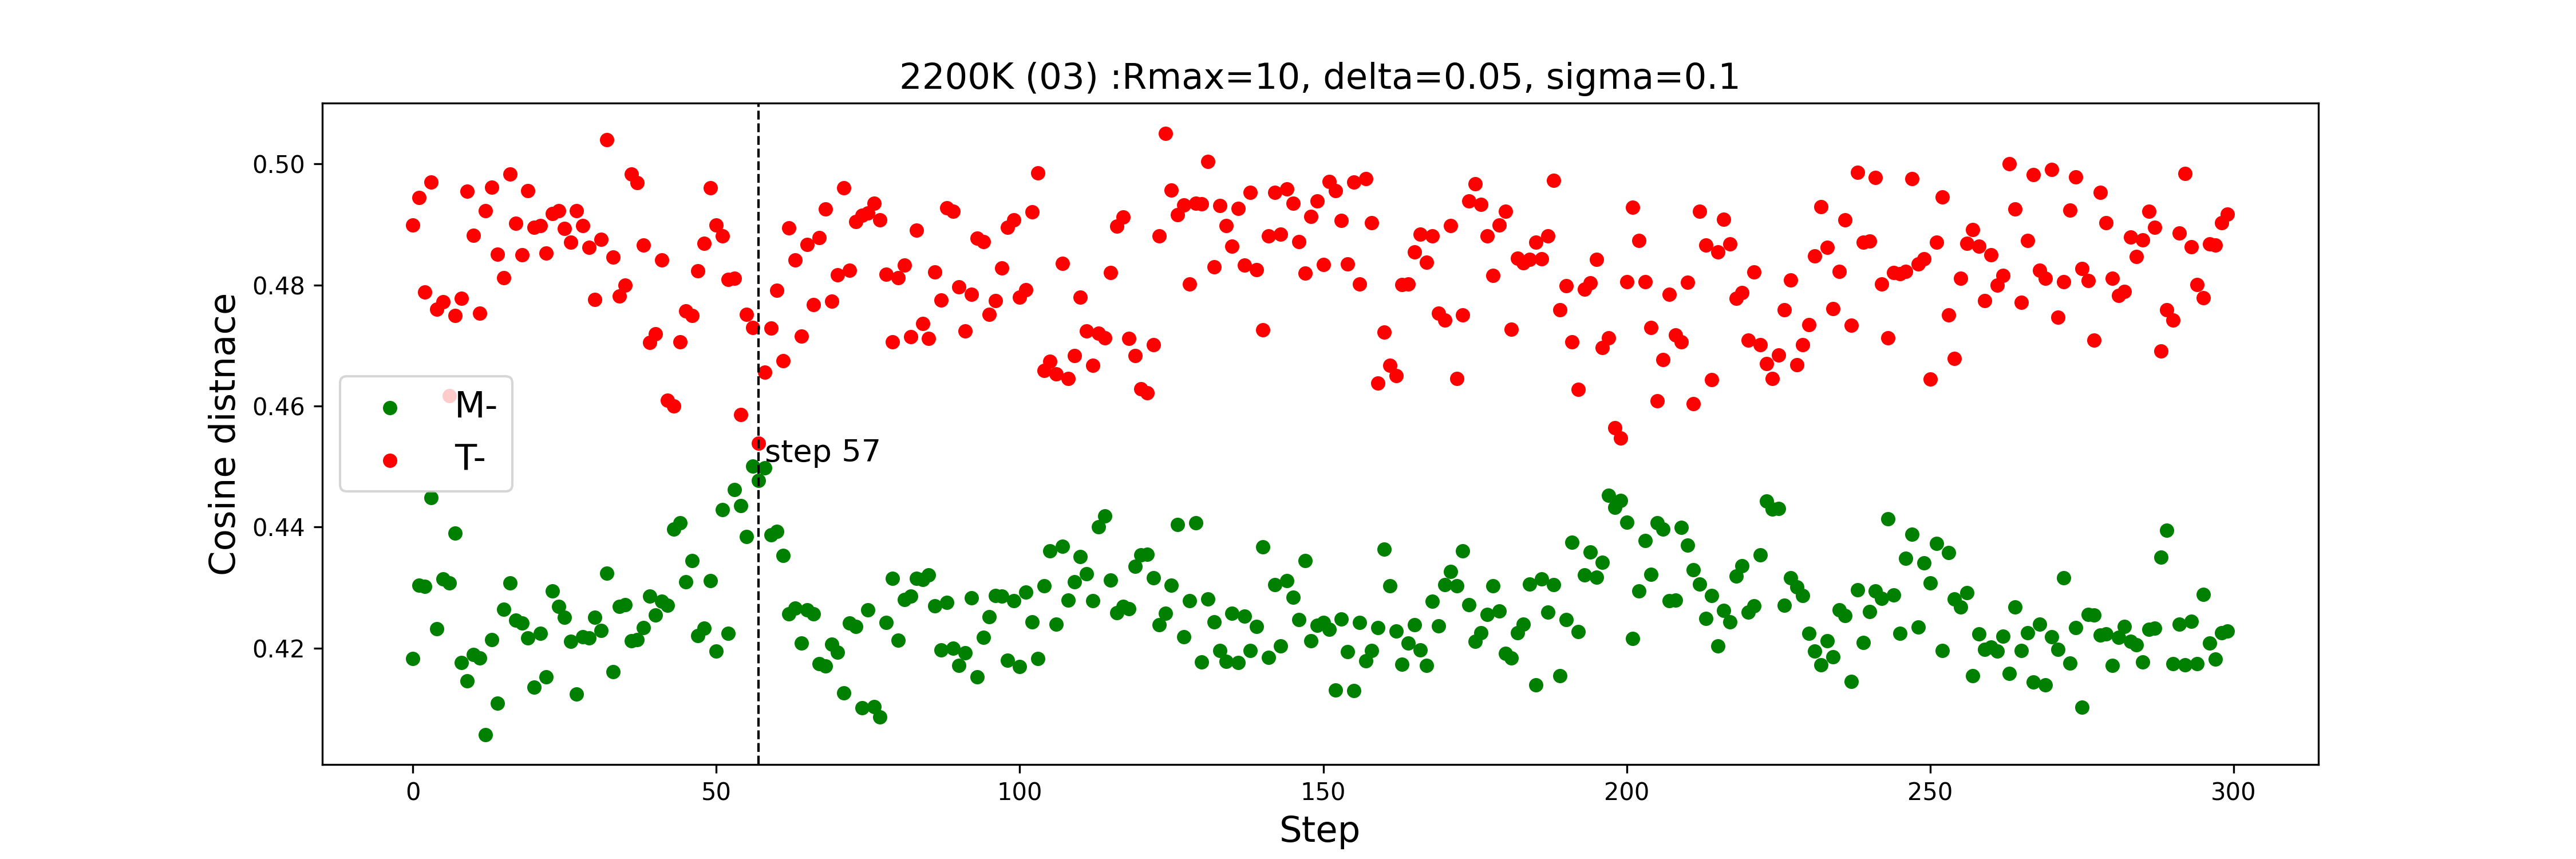 2200K (03) :Rmax=10, delta=0.05, sigma=0.1
Cosine distnace
0.50
0.48
0.46
0.44
0.42
M-
T-
step 57
0
50
100
150
200
250
300
Step